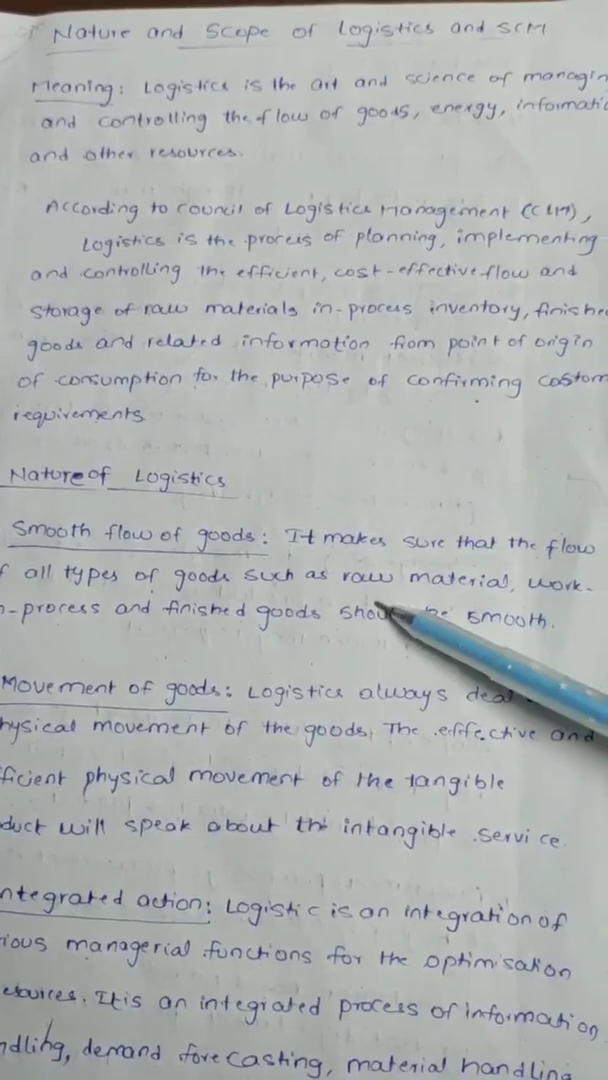 Nature and Scope of Logistics and SCM
Meaning: Logistics is the art and science of managin
and controlling the flow of goods, energy, informatio
and other resources.
According to council of Logistics Management (CLM),
Logistics is the process of planning, implementing
and controlling the efficient, cost-effective flow and
storage of raw materials in-process inventory, finishe
goods and related information from point of origin
of consumption for the purpose of confirming costom
requirements
Nature of Logistics
Smooth flow of goods: It makes sure that the flow
f all types of goods such as raw material, work-
n-process and finished goods shou be smooth.
Movement of goods: Logistics always deal
hysical movement of the goods. The effective and
ficient physical movement of the tangible
duct will speak about the intangible service.
ntegrated action: Logistic is an integration of
ious managerial functions for the optimisation
esources. It is an integrated process of information
ndling, demand forecasting, material handling